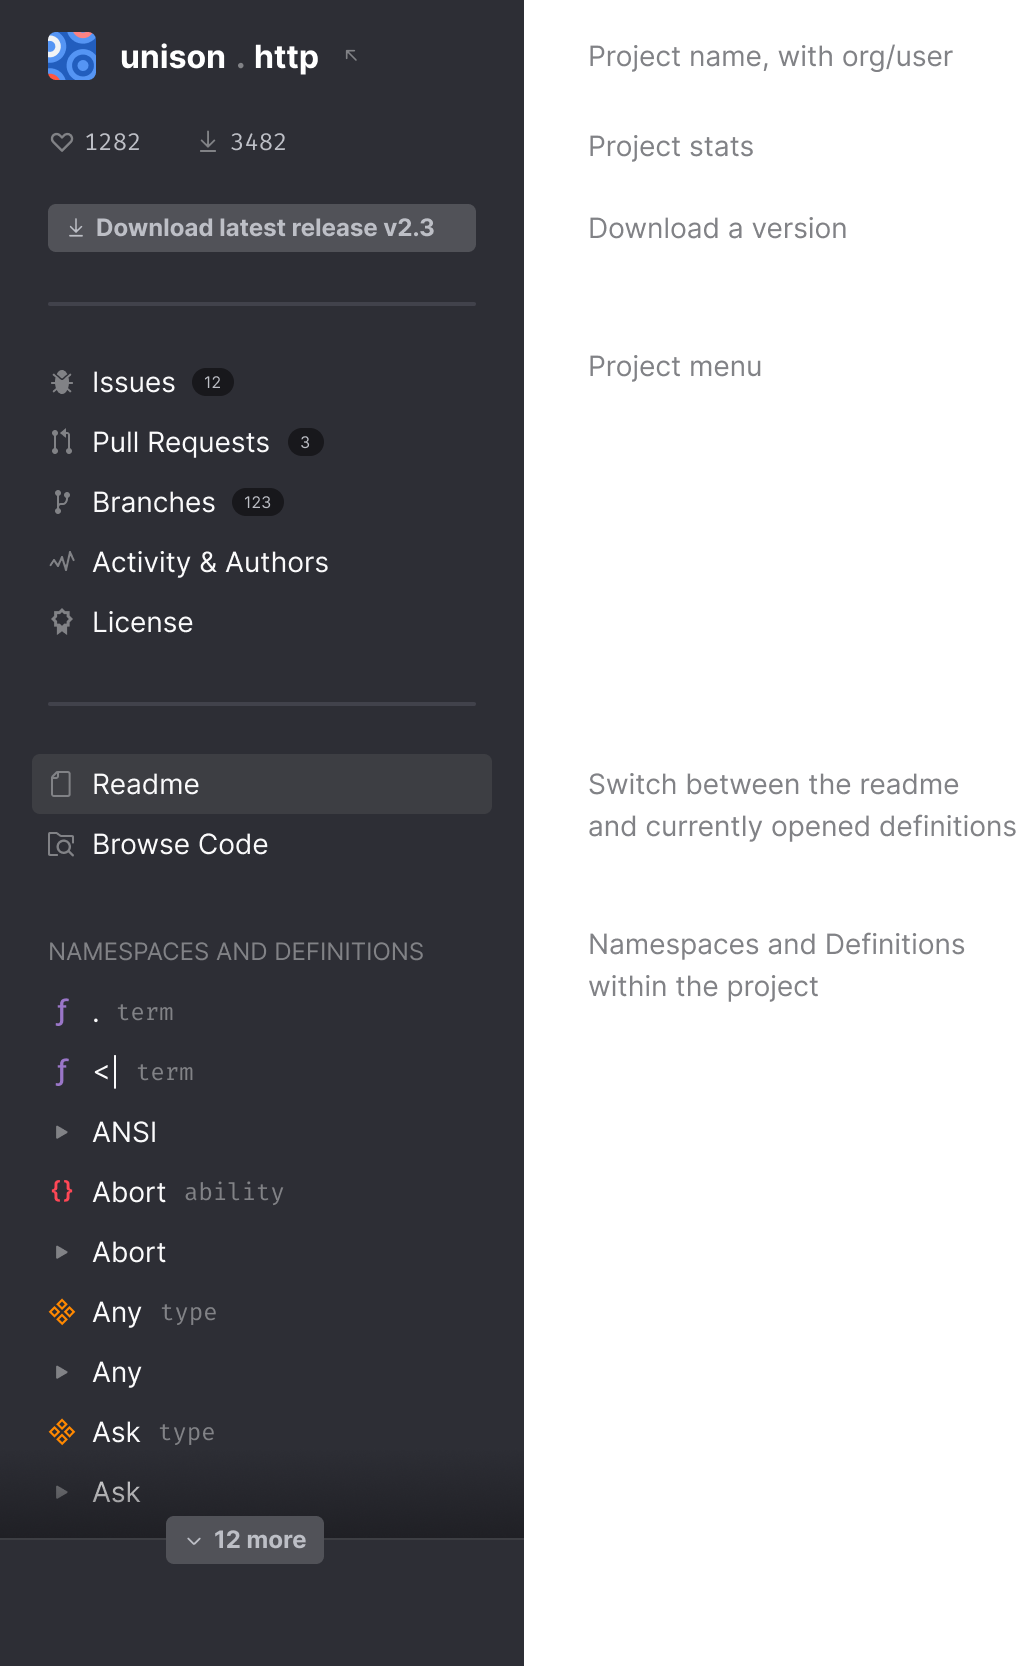 unison . http
Project name, with org/user
1282 3482
Project stats
Download latest release v2.3
Download a version
Project menu
Issues 12
Pull Requests 3
Branches 123
Activity & Authors
License
Readme
Switch between the readme
and currently opened definitions
Browse Code
NAMESPACES AND DEFINITIONS
Namespaces and Definitions
within the project
ƒ . term
ƒ <| term
ANSI
{} Abort ability
Abort
Any type
Any
Ask type
Ask
12 more